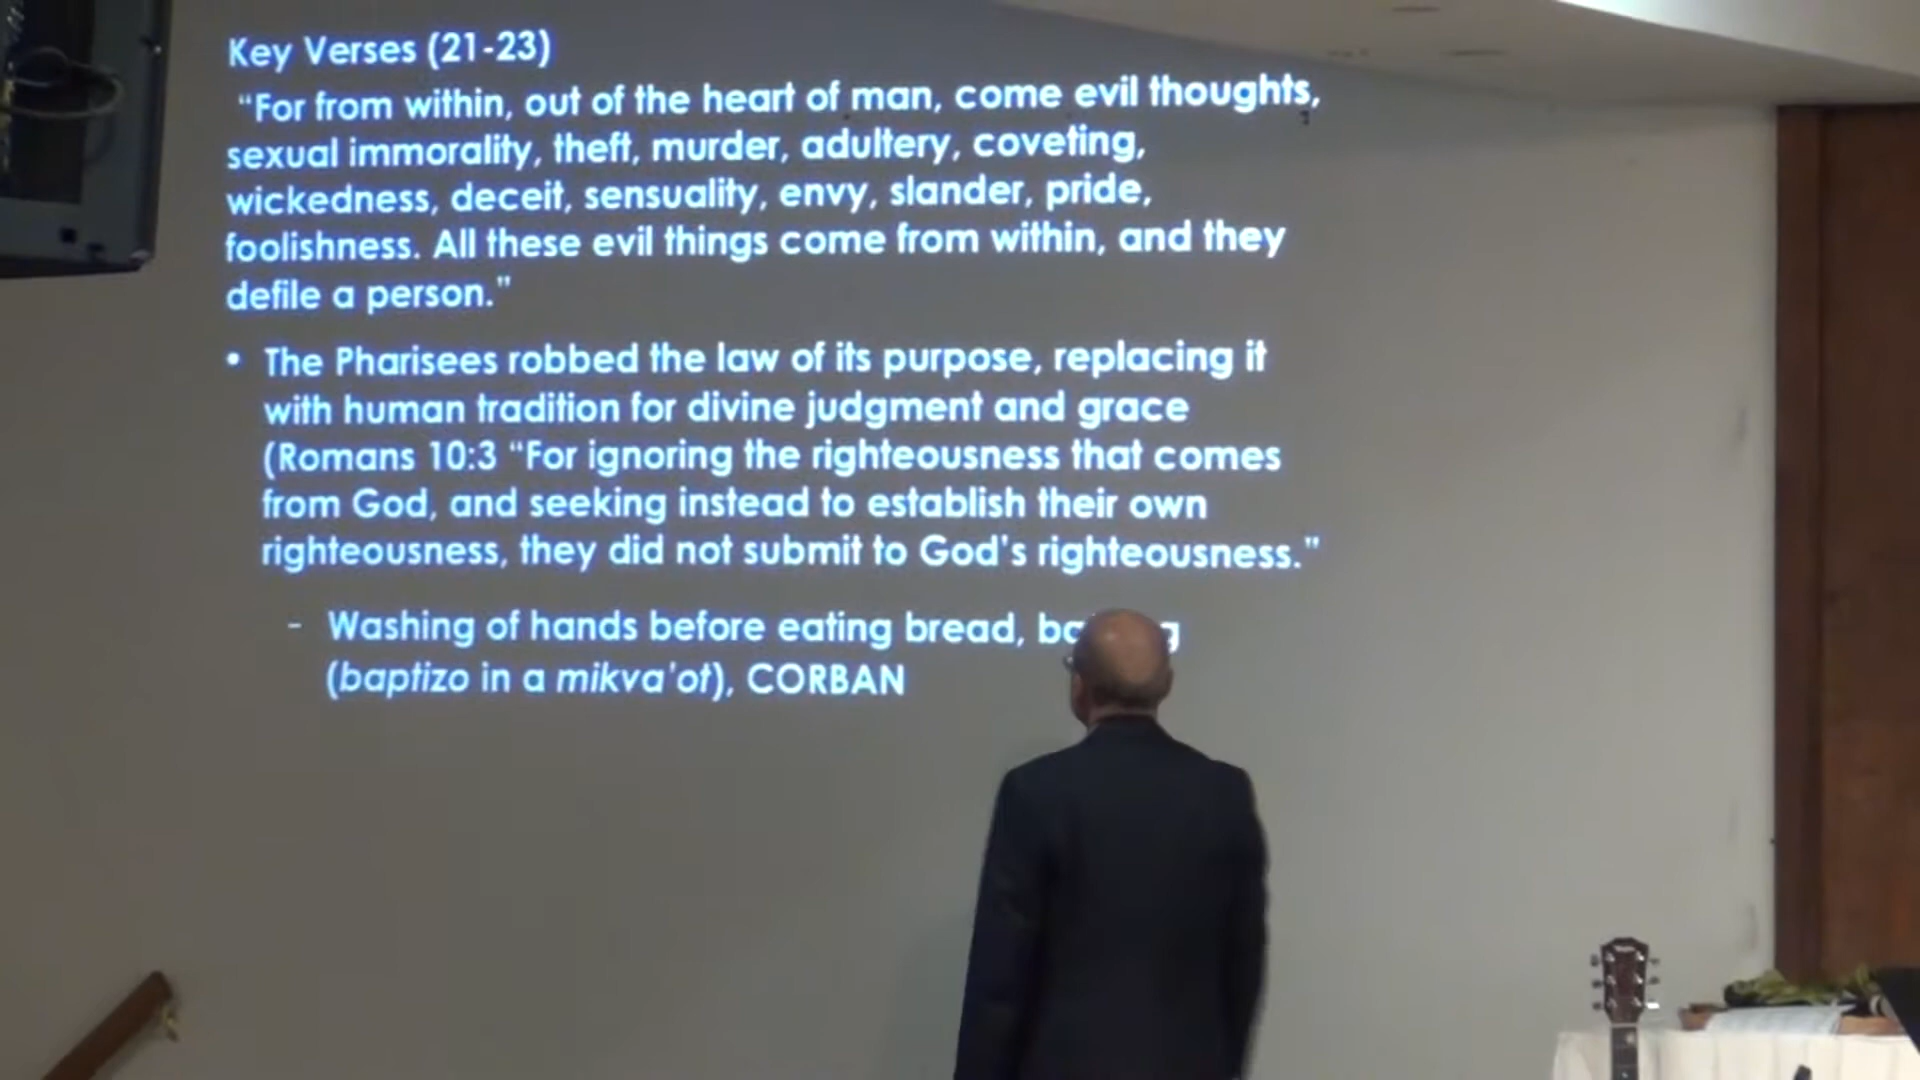 Key Verses (21-23)
“For from within, out of the heart of man, come evil thoughts,
sexual immorality, theft, murder, adultery, coveting,
wickedness, deceit, sensuality, envy, slander, pride,
foolishness. All these evil things come from within, and they
defile a person.”
• The Pharisees robbed the law of its purpose, replacing it
with human tradition for divine judgment and grace
(Romans 10:3 “For ignoring the righteousness that comes
from God, and seeking instead to establish their own
righteousness, they did not submit to God's righteousness.”
- Washing of hands before eating bread,
(baptizo in a mikva'ot), CORBAN